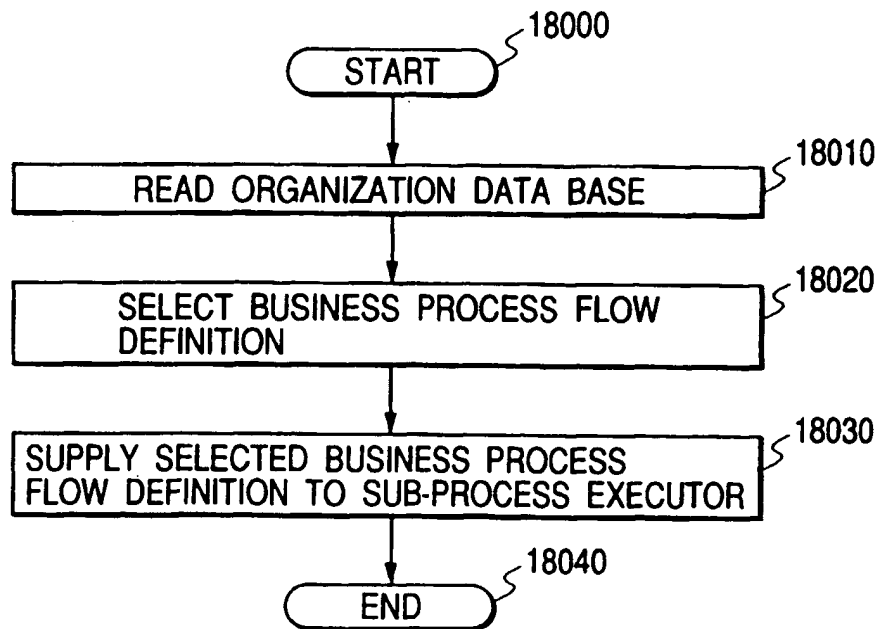 18000
START
18010
READ ORGANIZATION DATA BASE
18020
SELECT BUSINESS PROCESS FLOW
DEFINITION
18030
SUPPLY SELECTED BUSINESS PROCESS
FLOW DEFINITION TO SUB-PROCESS EXECUTOR
18040
END